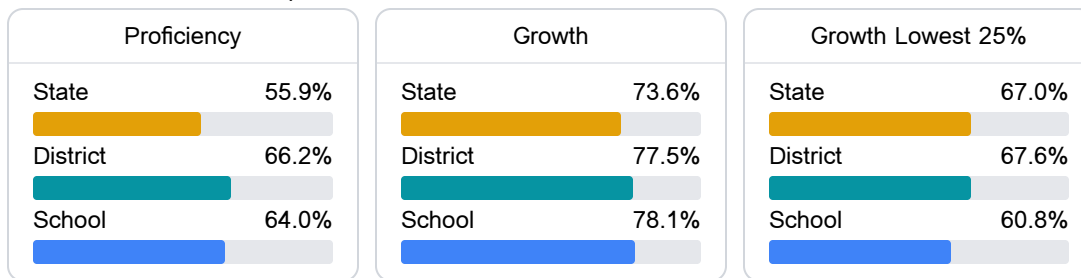 Proficiency
State 55.9%
District 66.2%
School 64.0%
Growth
State 73.6%
District 77.5%
School 78.1%
Growth Lowest 25%
State 67.0%
District 67.6%
School 60.8%